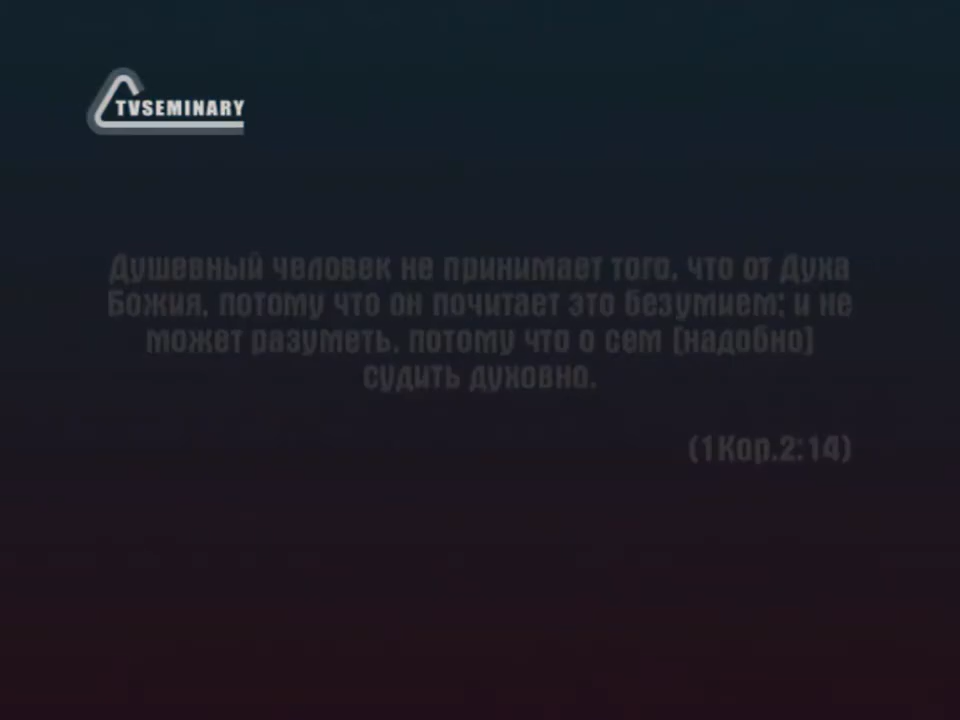 TVSEMINARY
Душевный человек не принимает того, что от Духа
Божия, потому что он почитает это безумием; и не
может разуметь, потому что о сем [надобно]
судить духовно.
(1Кор.2:14)